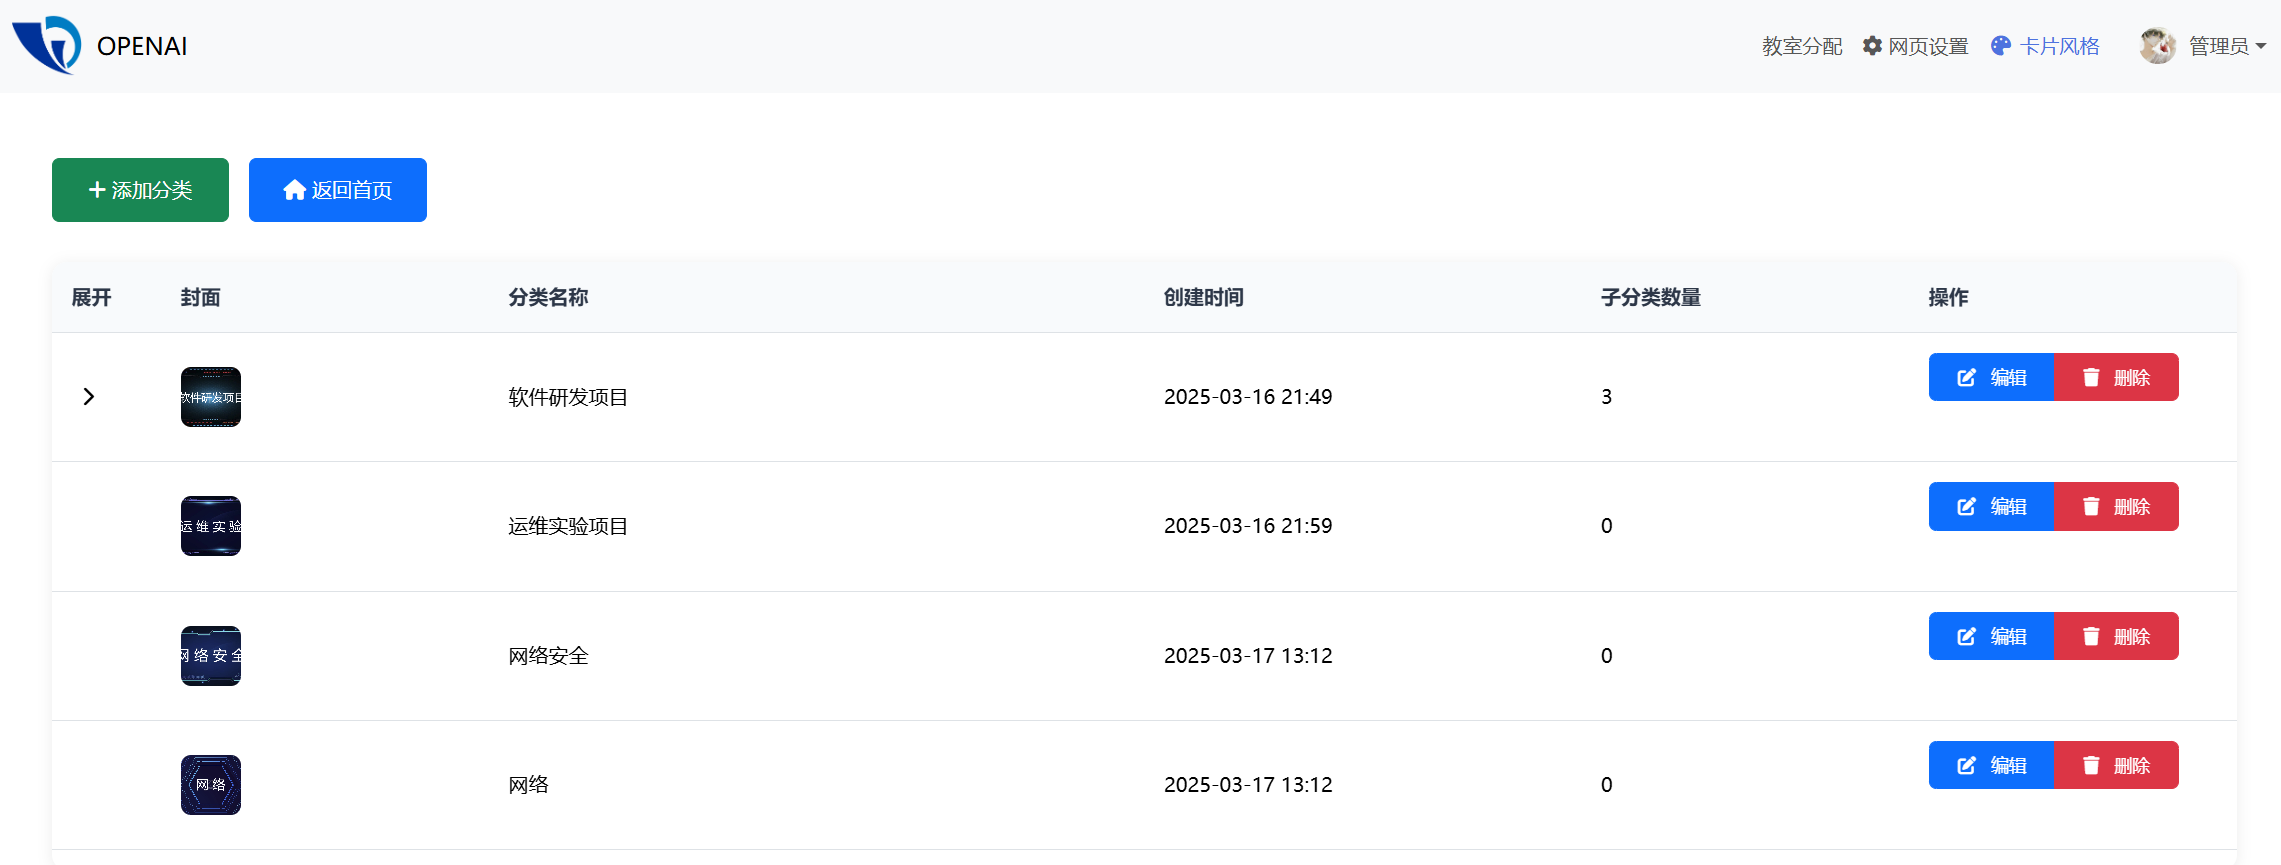 OPENAI 教室分配 网页设置 卡片风格 管理员
添加分类 返回首页
展开 封面 分类名称 创建时间 子分类数量 操作
软件研发项目 软件研发项目 2025-03-16 21:49 3 编辑 删除
运维实验 运维实验项目 2025-03-16 21:59 0 编辑 删除
网络安全 网络安全 2025-03-17 13:12 0 编辑 删除
网络 网络 2025-03-17 13:12 0 编辑 删除